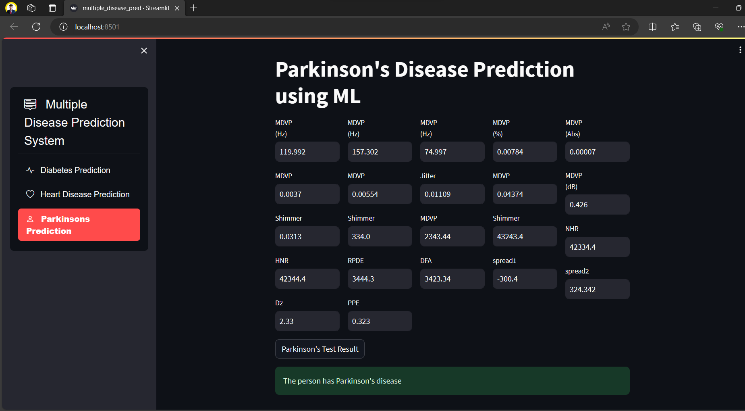 multiple_disease_pred · Streamlit
localhost:8501
Multiple
Disease Prediction
System
Diabetes Prediction
Heart Disease Prediction
Parkinsons
Prediction
Parkinson's Disease Prediction
using ML
MDVP MDVP MDVP MDVP MDVP
(Hz) (Hz) (Hz) (%) (Abs)
119.992 157.302 74.997 0.00784 0.00007
MDVP MDVP Jitter MDVP MDVP
(dB)
0.0037 0.00554 0.01109 0.04374 0.426
Shimmer Shimmer MDVP Shimmer NHR
0.0313 334.0 2343.44 43243.4 42334.4
HNR RPDE DFA spread1 spread2
42344.4 3444.3 3423.34 -300.4 324.342
D2 PPE
2.33 0.323
Parkinson's Test Result
The person has Parkinson's disease